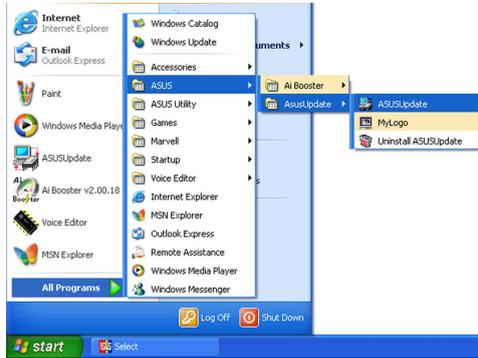 Internet
Internet Explorer
E-mail
Outlook Express
Paint
Windows Media Playe
ASUSUpdate
Ai Booster v2.00.18
Voice Editor
MSN Explorer
All Programs
Windows Catalog
Windows Update
Accessories
ASUS
ASUS Utility
Games
Marvell
Startup
Voice Editor
Internet Explorer
MSN Explorer
Outlook Express
Remote Assistance
Windows Media Player
Windows Messenger
uments
s
Ai Booster
AsusUpdate
ASUSUpdate
MyLogo
Uninstall ASUSUpdate
Log Off
Shut Down
start
Select